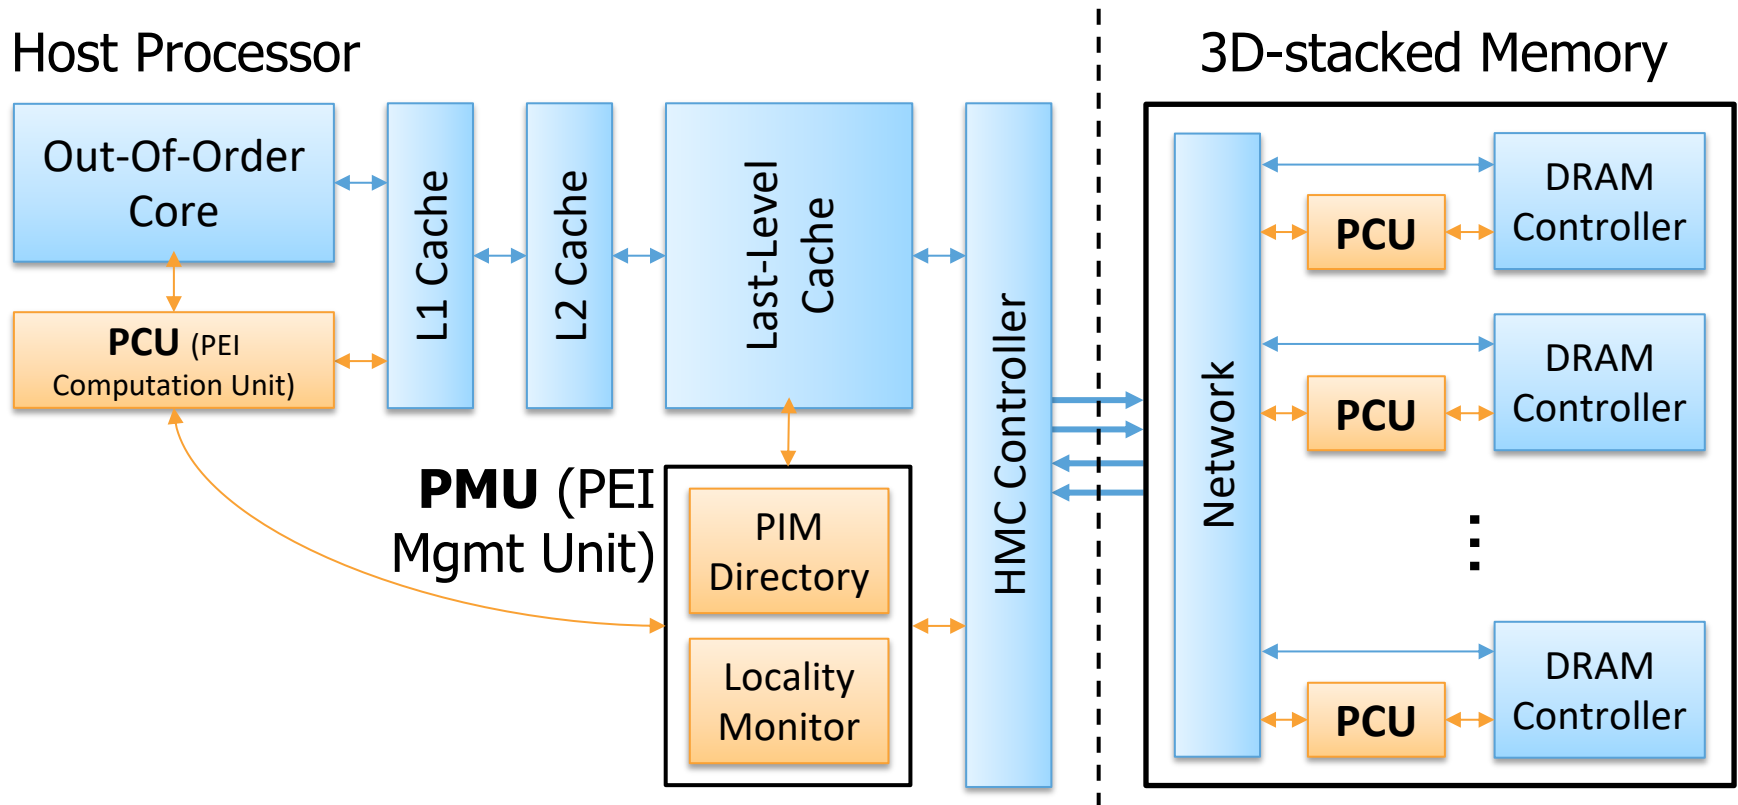 Host Processor
3D-stacked Memory
Out-Of-Order
Core
PCU (PEI
Computation Unit)
L1 Cache
L2 Cache
Last-Level
Cache
PMU (PEI
Mgmt Unit)
PIM
Directory
Locality
Monitor
HMC Controller
Network
PCU
DRAM
Controller
PCU
DRAM
Controller
...
PCU
DRAM
Controller